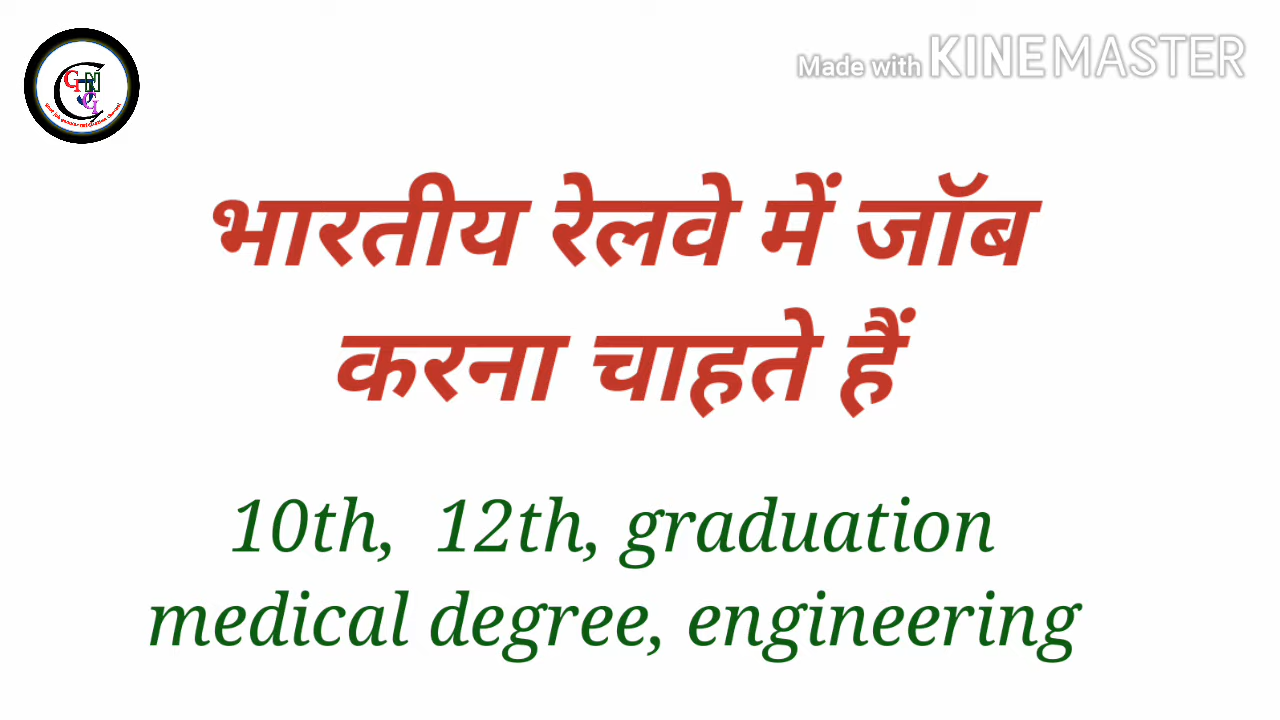 Made with KINEMASTER
भारतीय रेलवे में जॉब
करना चाहते हैं
10th, 12th, graduation
medical degree, engineering